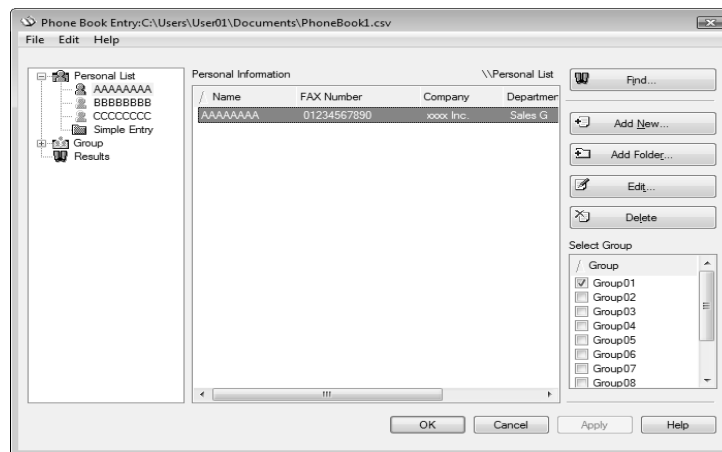 Phone Book Entry:C:\Users\User01\Documents\PhoneBook1.csv
File Edit Help
Personal List
AAAAAAAA
BBBBBBBB
CCCCCCCC
Simple Entry
Group
Results
Personal Information \\Personal List
/ Name FAX Number Company Departmer
AAAAAAAA 01234567890 xxxx Inc. Sales G
Find...
Add New...
Add Folder...
Edit...
Delete
Select Group
/ Group
Group01
Group02
Group03
Group04
Group05
Group06
Group07
Group08
OK Cancel Apply Help